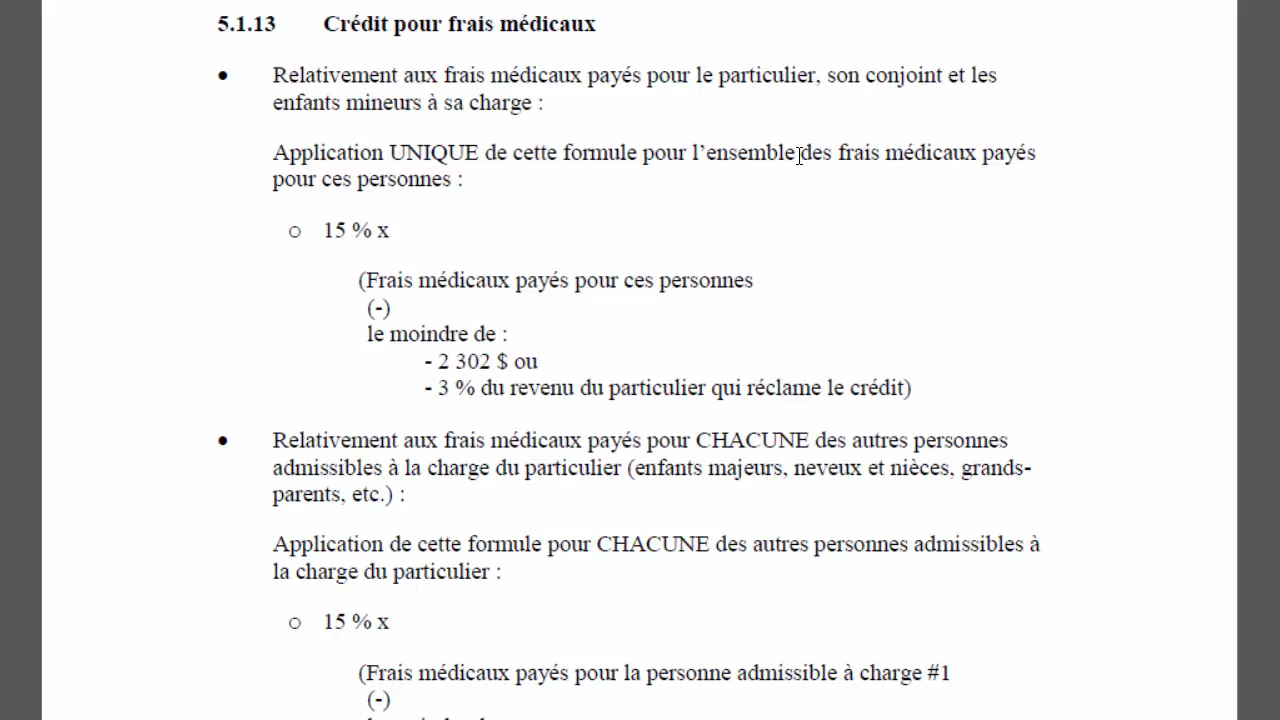 5.1.13 Crédit pour frais médicaux
• Relativement aux frais médicaux payés pour le particulier, son conjoint et les
enfants mineurs à sa charge :
Application UNIQUE de cette formule pour l’ensemble des frais médicaux payés
pour ces personnes :
o 15 % x
(Frais médicaux payés pour ces personnes
(-)
le moindre de :
- 2 302 $ ou
- 3 % du revenu du particulier qui réclame le crédit)
• Relativement aux frais médicaux payés pour CHACUNE des autres personnes
admissibles à la charge du particulier (enfants majeurs, neveux et nièces, grands-
parents, etc.) :
Application de cette formule pour CHACUNE des autres personnes admissibles à
la charge du particulier :
o 15 % x
(Frais médicaux payés pour la personne admissible à charge #1
(-)